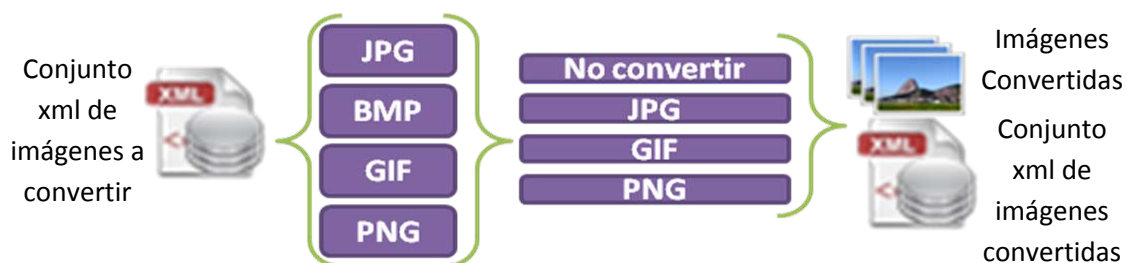 Conjunto
xml de
imágenes a
convertir
XML
JPG
BMP
GIF
PNG
No convertir
JPG
GIF
PNG
Imágenes
Convertidas
XML
Conjunto
xml de
imágenes
convertidas